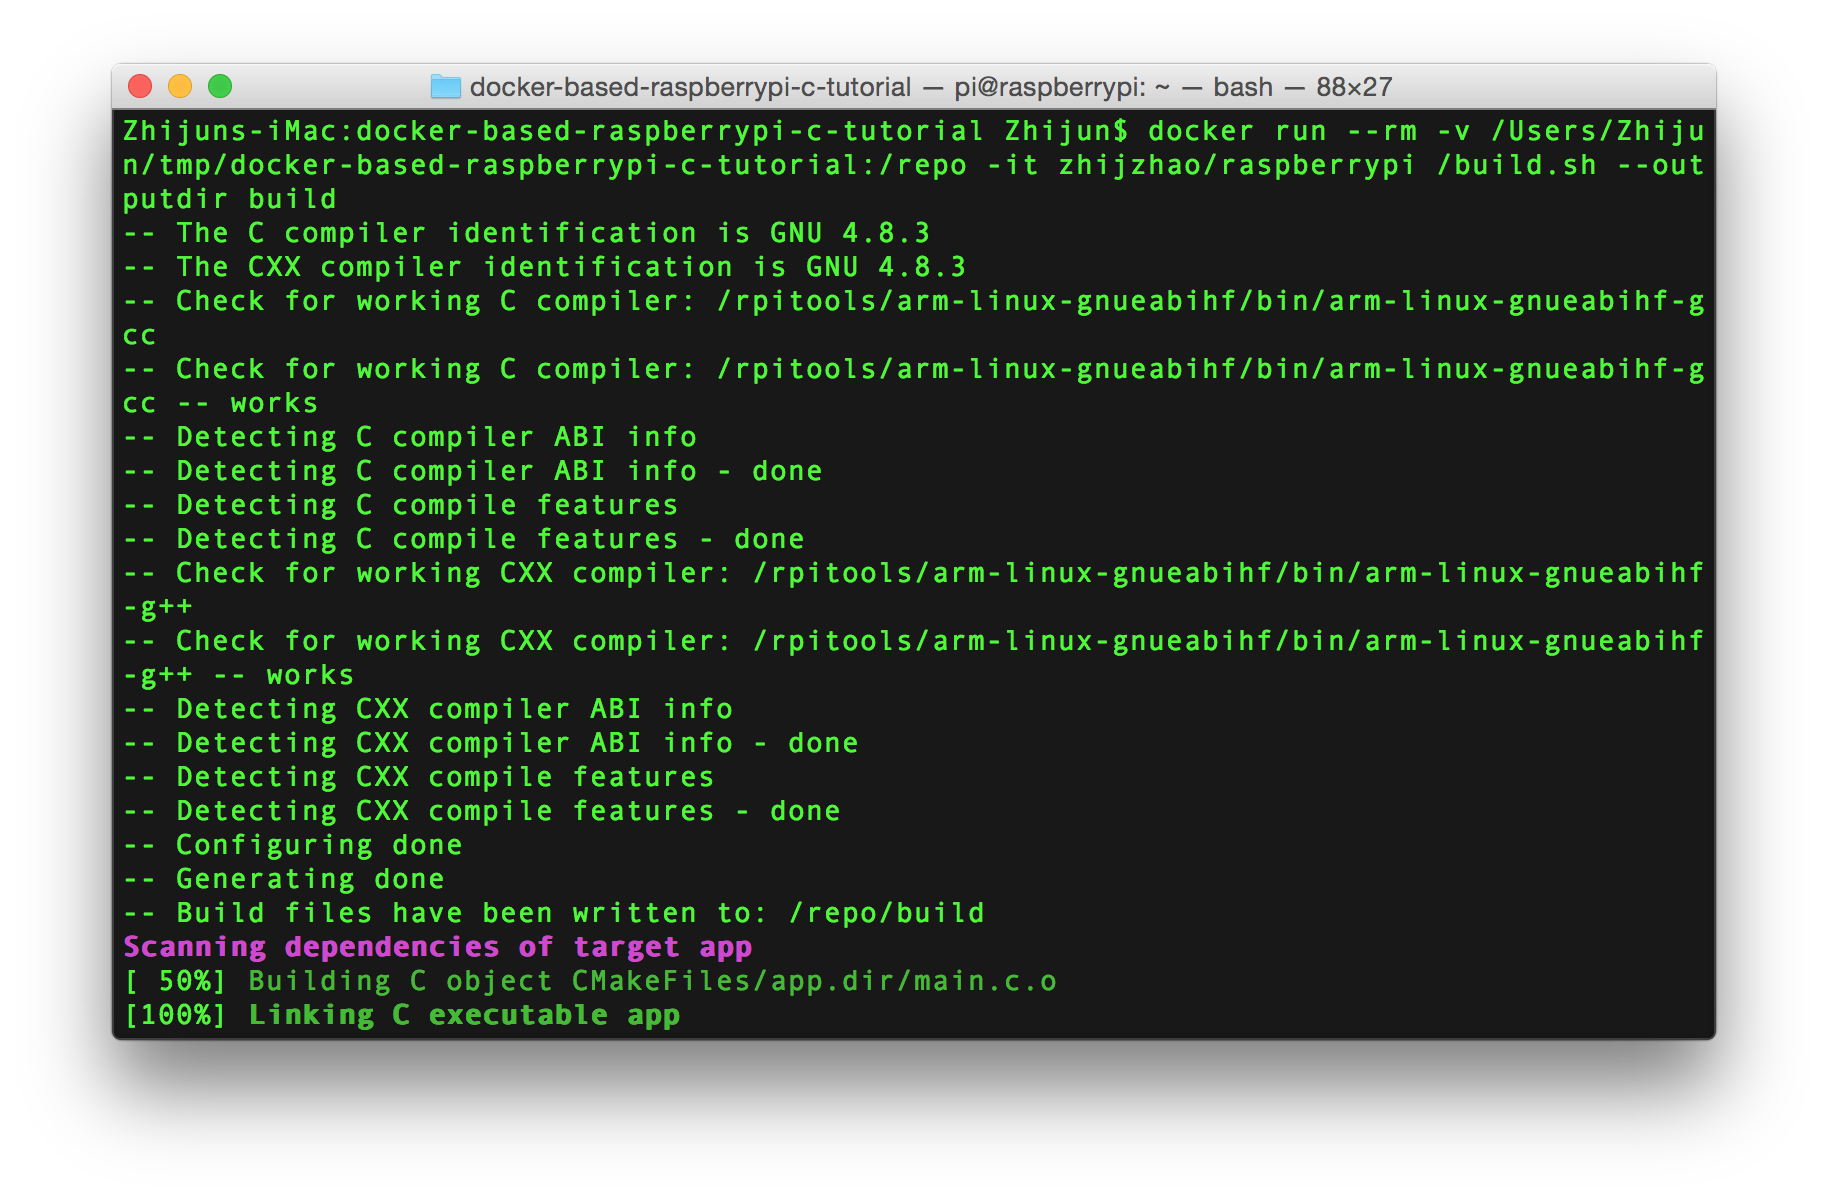 docker-based-raspberrypi-c-tutorial — pi@raspberrypi: ~ — bash — 88×27
Zhijuns-iMac:docker-based-raspberrypi-c-tutorial Zhijun$ docker run --rm -v /Users/Zhiju
n/tmp/docker-based-raspberrypi-c-tutorial:/repo -it zhijzhao/raspberrypi /build.sh --out
putdir build
-- The C compiler identification is GNU 4.8.3
-- The CXX compiler identification is GNU 4.8.3
-- Check for working C compiler: /rpitools/arm-linux-gnueabihf/bin/arm-linux-gnueabihf-g
cc
-- Check for working C compiler: /rpitools/arm-linux-gnueabihf/bin/arm-linux-gnueabihf-g
cc -- works
-- Detecting C compiler ABI info
-- Detecting C compiler ABI info - done
-- Detecting C compile features
-- Detecting C compile features - done
-- Check for working CXX compiler: /rpitools/arm-linux-gnueabihf/bin/arm-linux-gnueabihf
-g++
-- Check for working CXX compiler: /rpitools/arm-linux-gnueabihf/bin/arm-linux-gnueabihf
-g++ -- works
-- Detecting CXX compiler ABI info
-- Detecting CXX compiler ABI info - done
-- Detecting CXX compile features
-- Detecting CXX compile features - done
-- Configuring done
-- Generating done
-- Build files have been written to: /repo/build
Scanning dependencies of target app
[ 50%] Building C object CMakeFiles/app.dir/main.c.o
[100%] Linking C executable app